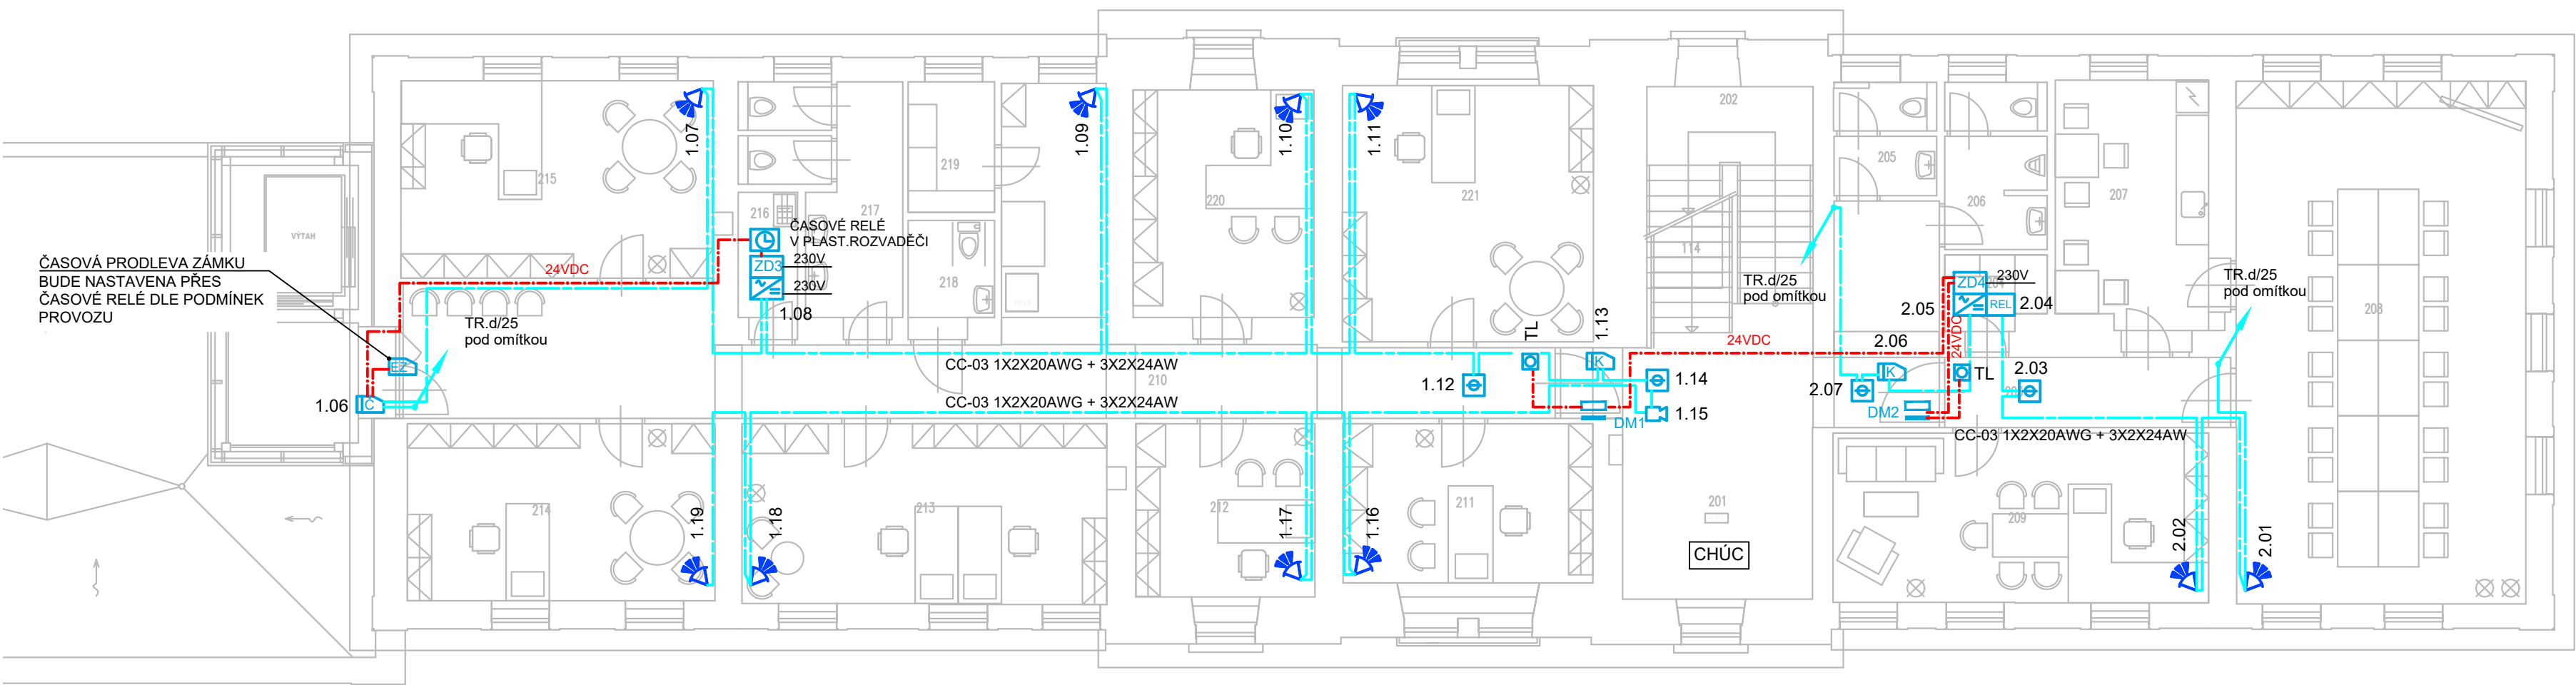 202
1.07
1.09
1.10
1.11
219
205
215
220
221
206
207
216
217
ČASOVÉ RELÉ
V PLAST.ROZVADĚČI
VÝTAH
114
ČASOVÁ PRODLEVA ZÁMKU
BUDE NASTAVENA PŘES
ČASOVÉ RELÉ DLE PODMÍNEK
PROVOZU
24VDC
ZD3
230V
230V
218
1.08
TR.d/25
pod omítkou
TR.d/25
pod omítkou
ZD4
230V
REL
2.04
2.05
24VDC
TR.d/25
pod omítkou
208
TL
1.13
24VDC
2.06
EZ
CC-03 1X2X20AWG + 3X2X24AW
210
K
K
TL
2.03
1.06
Č
1.12
1.14
2.07
CC-03 1X2X20AWG + 3X2X24AW
1.15
DM1
DM2
CC-03 1X2X20AWG + 3X2X24AW
214
213
212
211
201
209
1.19
1.18
1.17
1.16
2.02
2.01
CHÚC